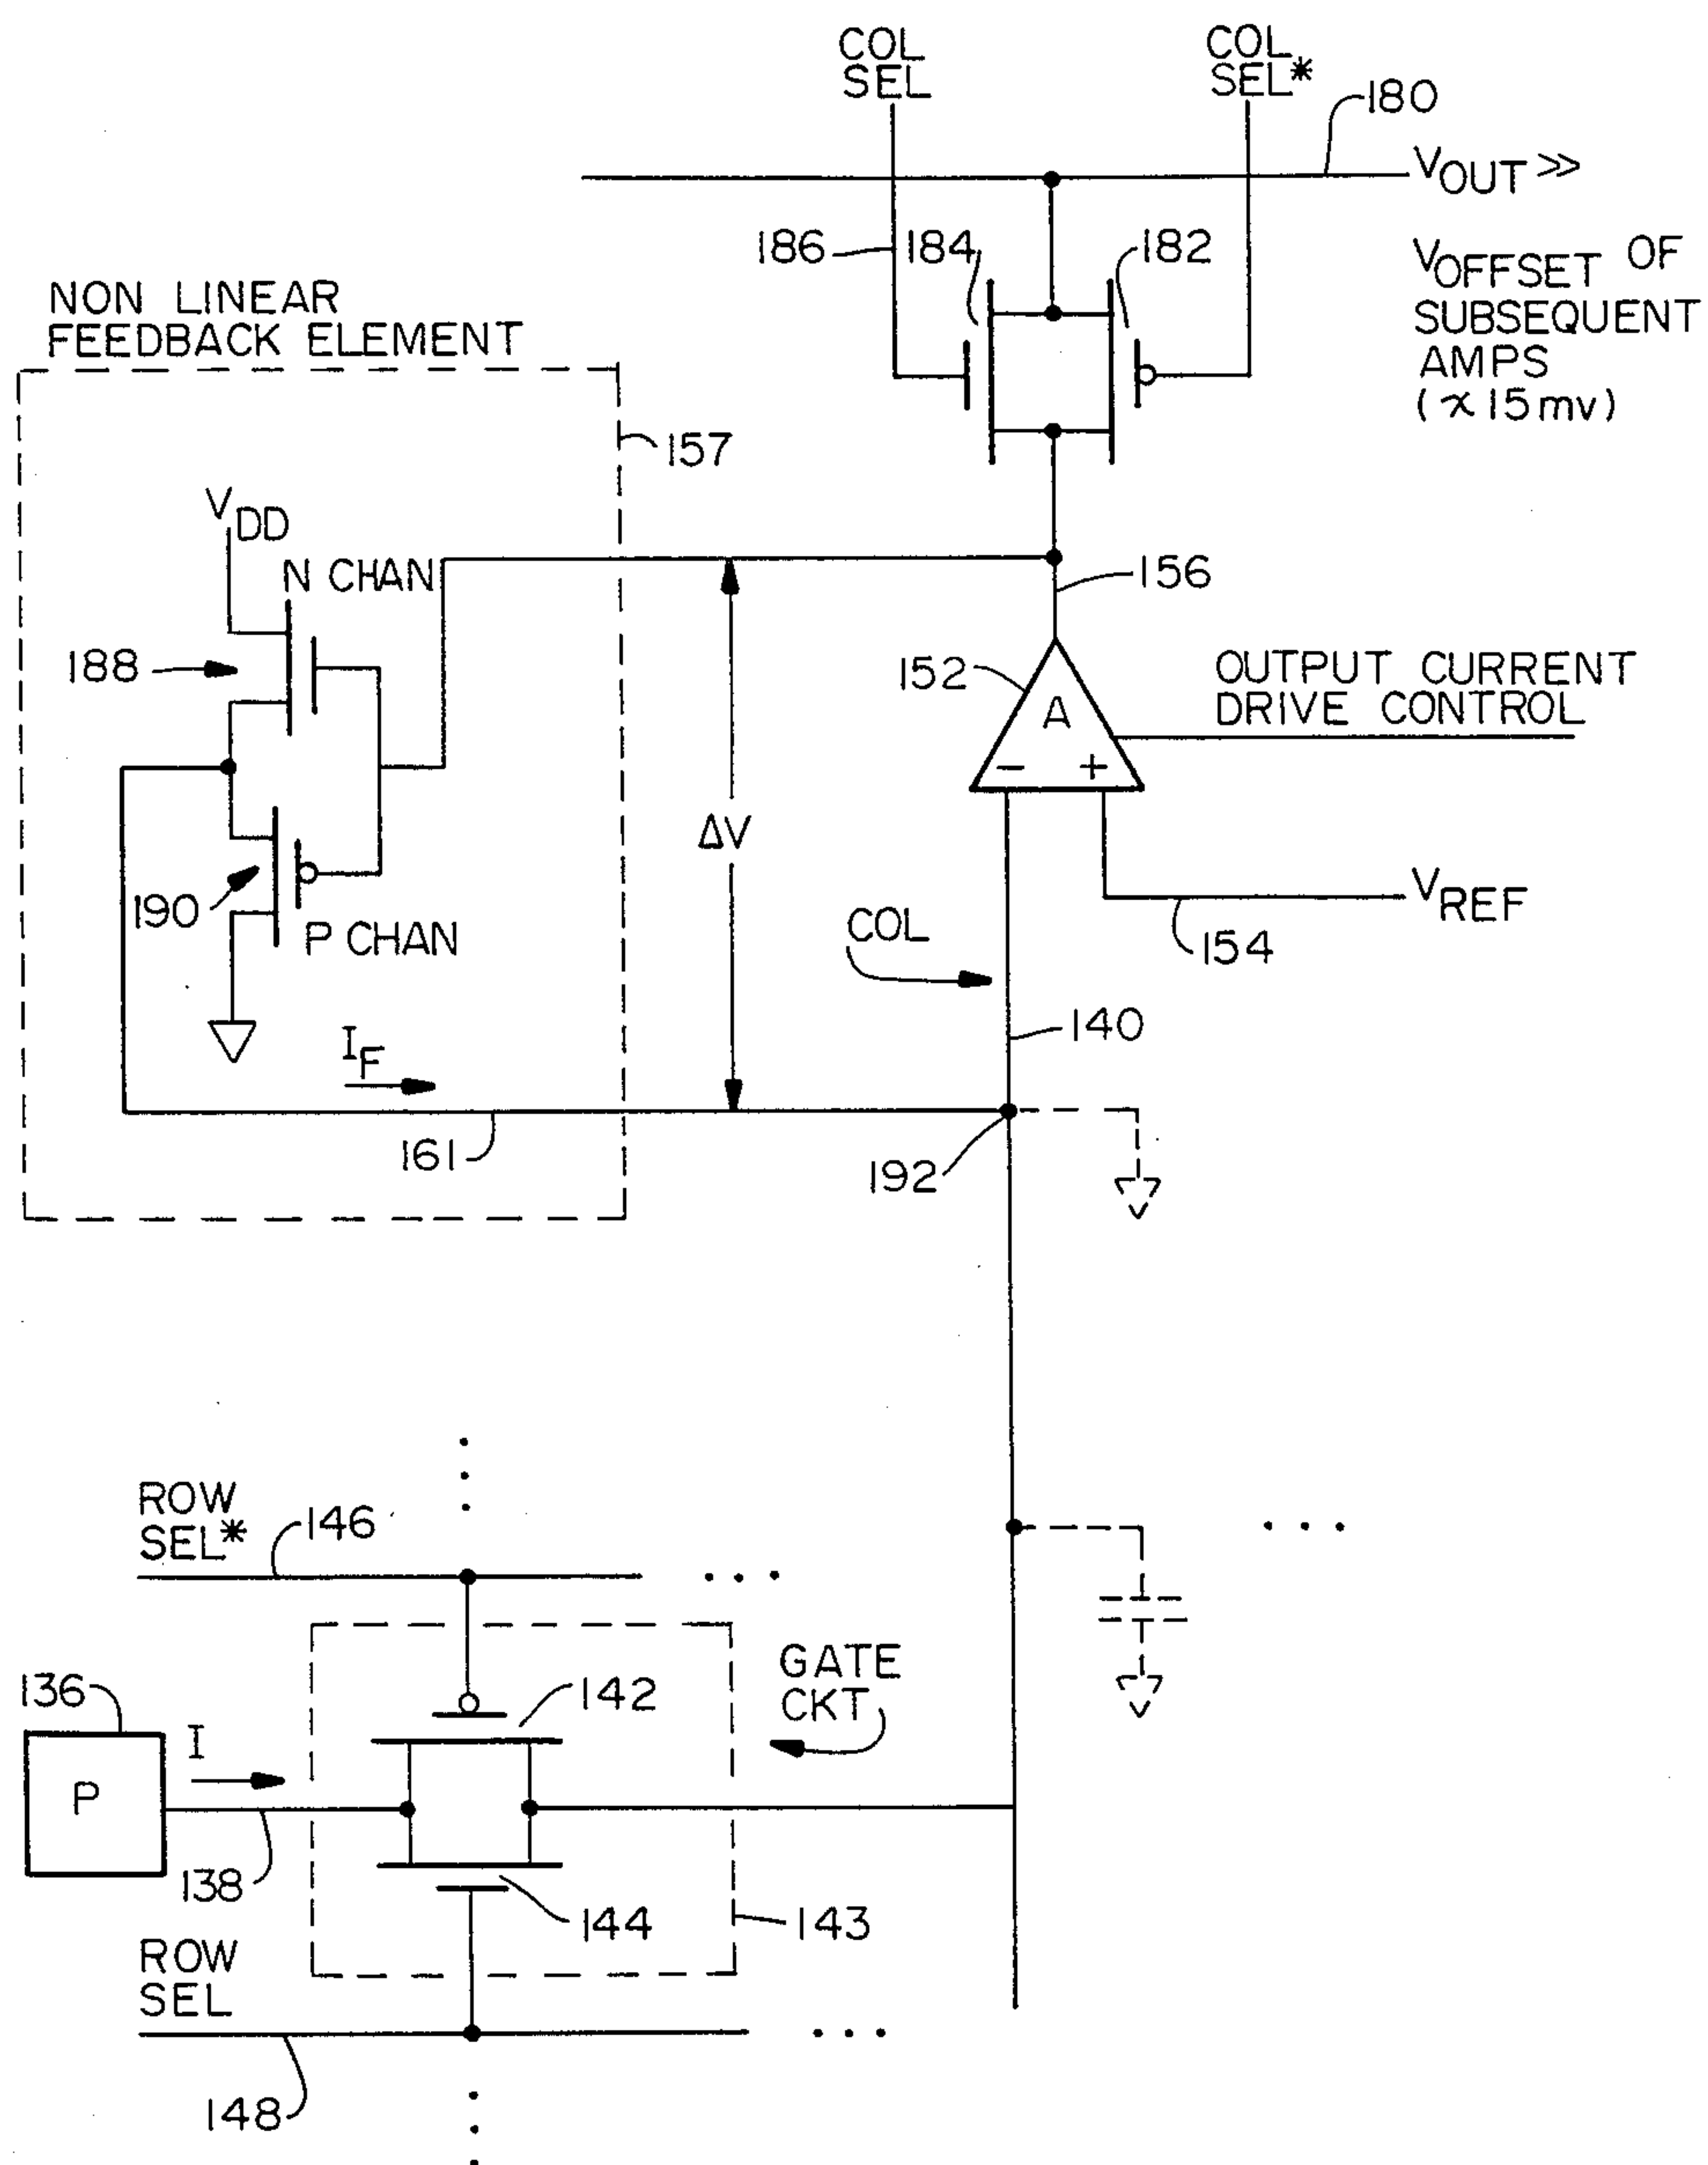 COL
SEL
COL
SEL*
180
VOUT >>
186
184
182
VOFFSET OF
SUBSEQUENT
AMPS
(≈15mv)
NON LINEAR
FEEDBACK ELEMENT
157
VDD
N CHAN
156
188
152
A
OUTPUT CURRENT
DRIVE CONTROL
- +
ΔV
190
P CHAN
VREF
COL
154
140
IF
161
192
ROW
SEL*
146
GATE
CKT
136
142
I
P
138
144
143
ROW
SEL
148